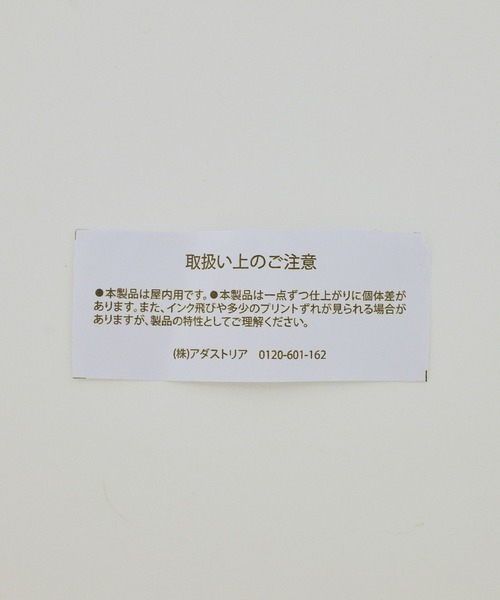 取扱い上のご注意
●本製品は屋内用です。●本製品は一点ずつ仕上がりに個体差が
あります。また、インク飛びや多少のプリントずれが見られる場合が
ありますが、製品の特性としてご理解ください。
(株)アダストリア 0120-601-162